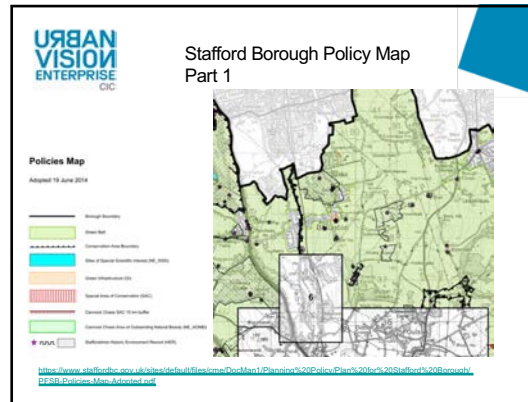 URBAN
VISION
ENTERPRISE
CIC
Stafford Borough Policy Map
Part 1
Policies Map
Adopted 19 June 2014
Borough Boundary
Green Belt
Conservation Area Boundary
Sites of Special Scientific Interest (NE_SSSI)
Green Infrastructure (GI)
Special Area of Conservation (SAC)
Cannock Chase SAC 15 km buffer
Cannock Chase Area of Outstanding Natural Beauty (NE_AONB)
Staffordshire Historic Environment Record (HER)
6
https://www.staffordbc.gov.uk/sites/default/files/cme/DocMan1/Planning%20Policy/Plan%20for%20Stafford%20Borough/
PFSB-Policies-Map-Adopted.pdf